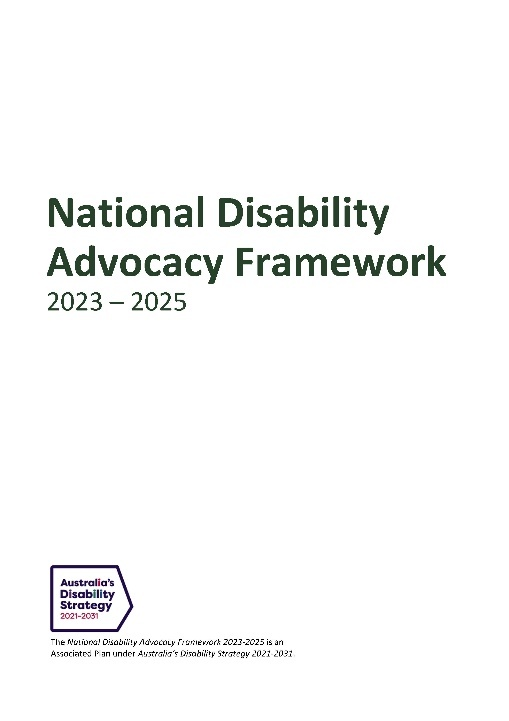 National Disability
Advocacy Framework
2023 – 2025
Australia's
Disability
Strategy
2021-2031
The National Disability Advocacy Framework 2023-2025 is an
Associated Plan under Australia's Disability Strategy 2021-2031.